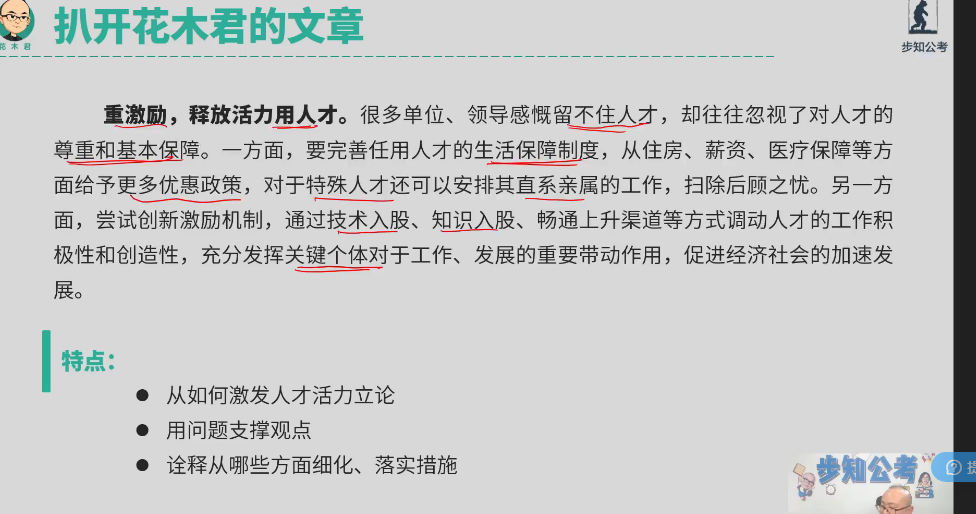 扒开花木君的文章
花木君
步知公考
重激励，释放活力用人才。很多单位、领导感慨留不住人才，却往往忽视了对人才的
尊重和基本保障。一方面，要完善任用人才的生活保障制度，从住房、薪资、医疗保障等方
面给予更多优惠政策，对于特殊人才还可以安排其直系亲属的工作，扫除后顾之忧。另一方
面，尝试创新激励机制，通过技术入股、知识入股、畅通上升渠道等方式调动人才的工作积
极性和创造性，充分发挥关键个体对于工作、发展的重要带动作用，促进经济社会的加速发
展。
特点：
● 从如何激发人才活力立论
● 用问题支撑观点
● 诠释从哪些方面细化、落实措施
步知公考